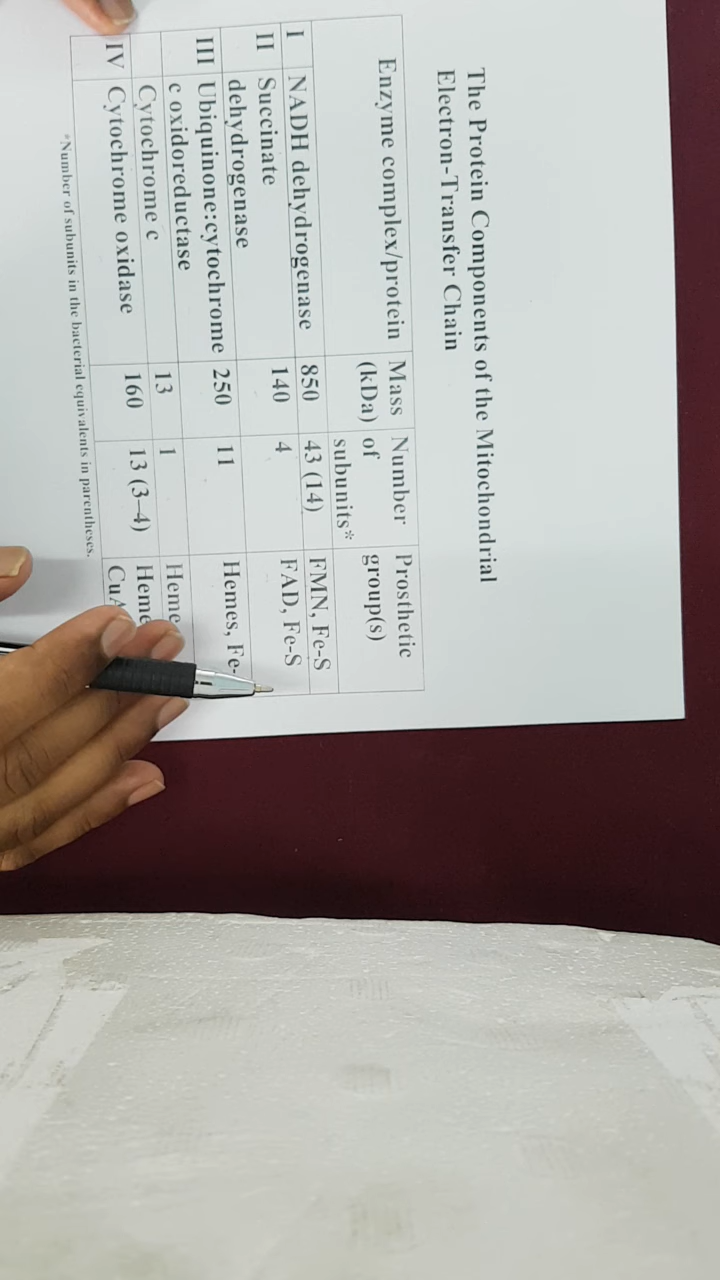 The Protein Components of the Mitochondrial
Electron-Transfer Chain
Enzyme complex/protein Mass (kDa) Number of subunits* Prosthetic group(s)
I NADH dehydrogenase 850 43 (14) FMN, Fe-S
II Succinate dehydrogenase 140 4 FAD, Fe-S
III Ubiquinone:cytochrome c oxidoreductase 250 11 Hemes, Fe-
Cytochrome c 13 1 Heme
IV Cytochrome oxidase 160 13 (3–4) Heme
CuA
*Number of subunits in the bacterial equivalents in parentheses.